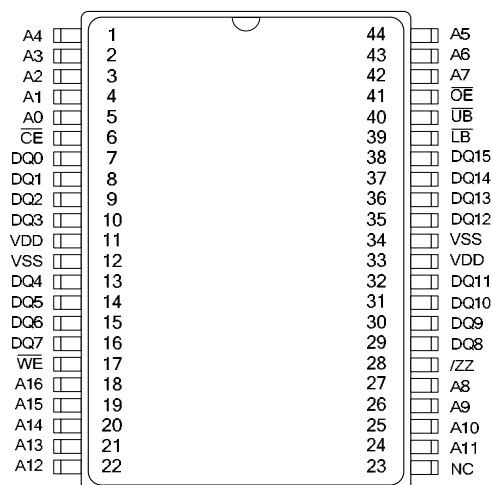 A4 1 44 A5
A3 2 43 A6
A2 3 42 A7
A1 4 41 OE
A0 5 40 UB
CE 6 39 LB
DQ0 7 38 DQ15
DQ1 8 37 DQ14
DQ2 9 36 DQ13
DQ3 10 35 DQ12
VDD 11 34 VSS
VSS 12 33 VDD
DQ4 13 32 DQ11
DQ5 14 31 DQ10
DQ6 15 30 DQ9
DQ7 16 29 DQ8
WE 17 28 /ZZ
A16 18 27 A8
A15 19 26 A9
A14 20 25 A10
A13 21 24 A11
A12 22 23 NC